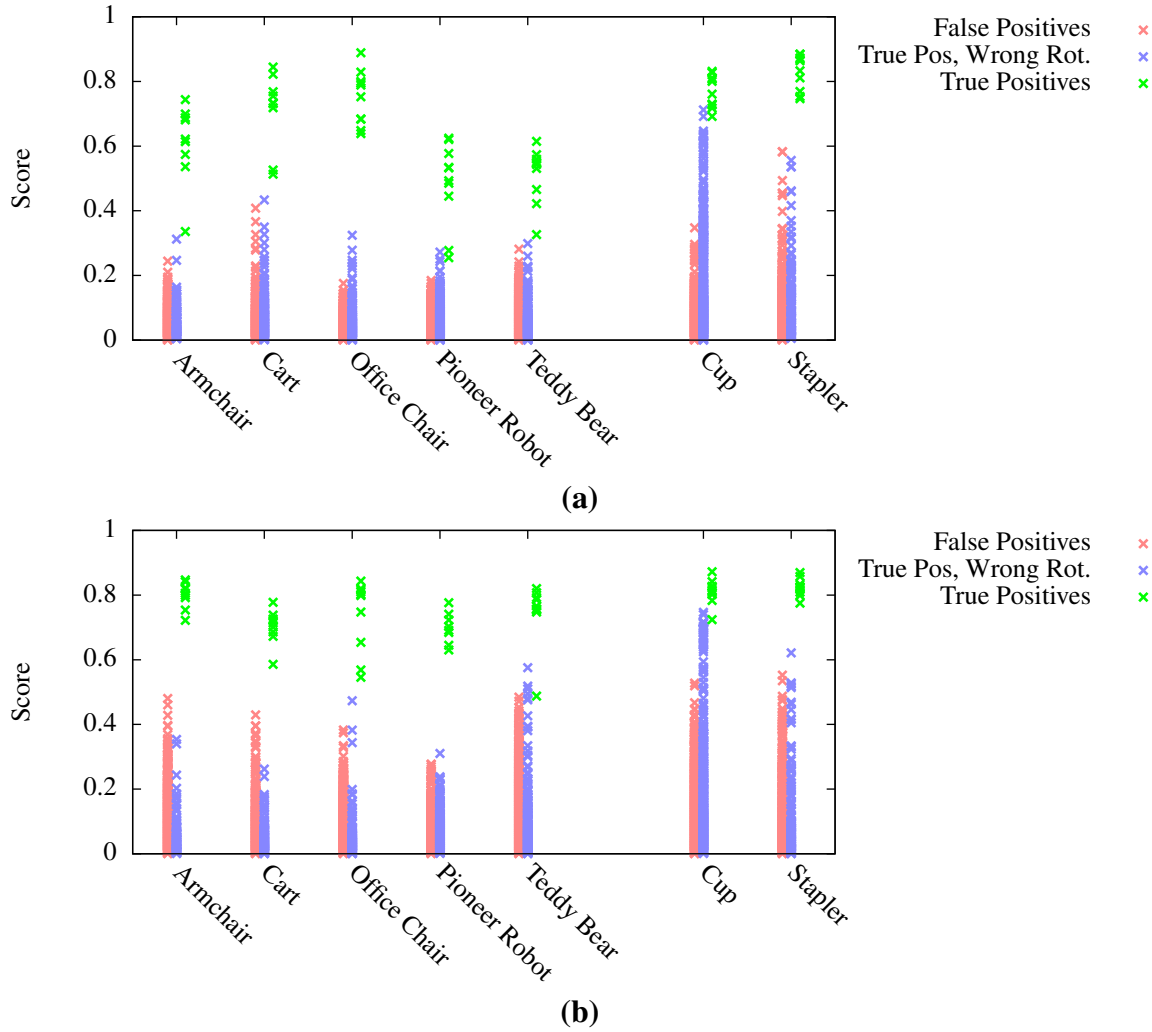 1
False Positives
True Pos, Wrong Rot.
0.8
True Positives
0.6
Score
0.4
0.2
0
Armchair
Cart
Office Chair
Pioneer Robot
Teddy Bear
Cup
Stapler
(a)
1
False Positives
True Pos, Wrong Rot.
0.8
True Positives
0.6
Score
0.4
0.2
0
Armchair
Cart
Office Chair
Pioneer Robot
Teddy Bear
Cup
Stapler
(b)